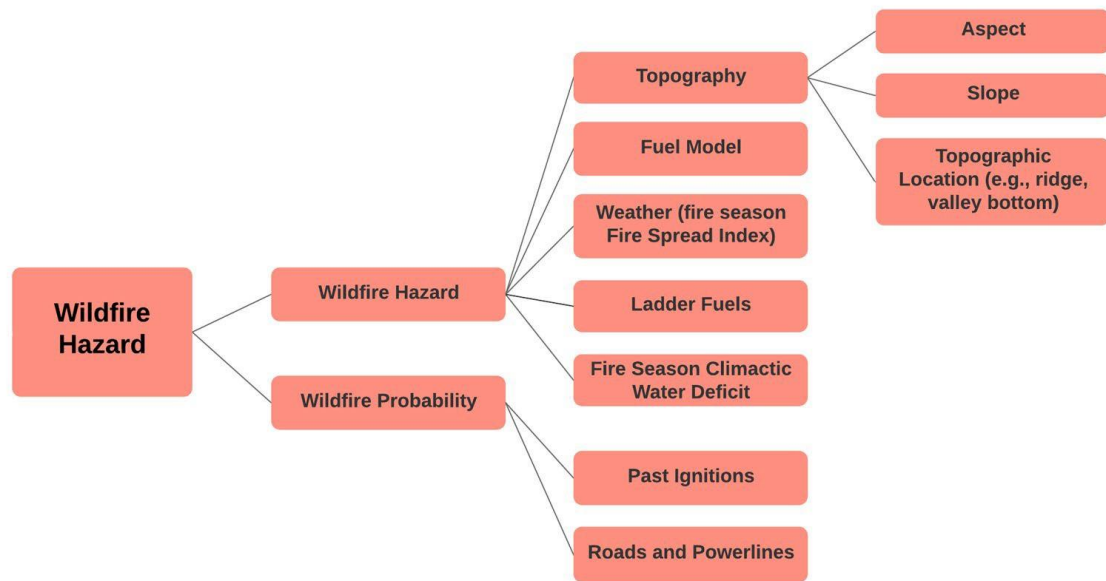 Wildfire
Hazard
Wildfire Hazard
Wildfire Probability
Topography
Fuel Model
Weather (fire season
Fire Spread Index)
Ladder Fuels
Fire Season Climactic
Water Deficit
Past Ignitions
Roads and Powerlines
Aspect
Slope
Topographic
Location (e.g., ridge,
valley bottom)